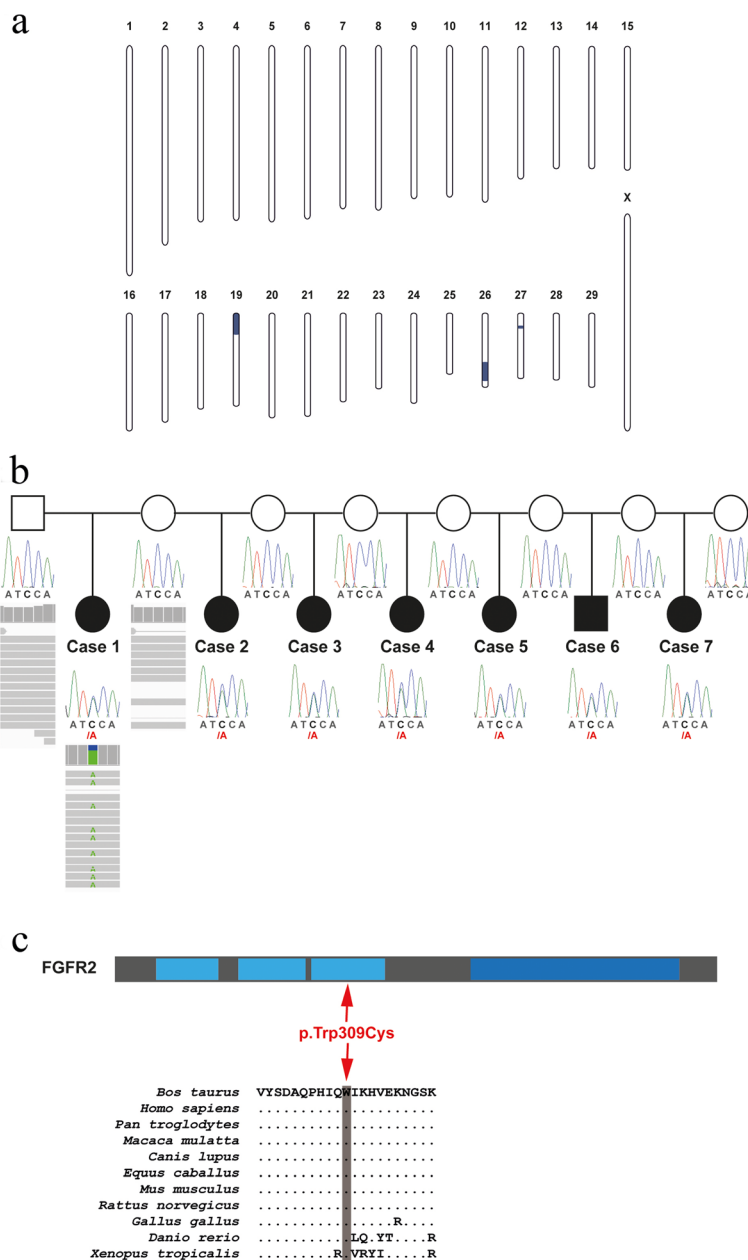 a
1 2 3 4 5 6 7 8 9 10 11 12 13 14 15
X
16 17 18 19 20 21 22 23 24 25 26 27 28 29
b
ATCCA ATCCA ATCCA ATCCA ATCCA ATCCA ATCCA ATCCA
Case 1 Case 2 Case 3 Case 4 Case 5 Case 6 Case 7
ATCCA ATCCA ATCCA ATCCA ATCCA ATCCA ATCCA
/A /A /A /A /A /A /A
A
A
A
A
A
A
A
A
A
A
c
FGFR2
p.Trp309Cys
Bos taurus VYSDAQPHIQWIKHVEKNGSK
Homo sapiens .....................
Pan troglodytes .....................
Macaca mulatta .....................
Canis lupus .....................
Equus caballus .....................
Mus musculus .....................
Rattus norvegicus .....................
Gallus gallus ................R....
Danio rerio ...........LQ.YT....R
Xenopus tropicalis .........R.VRYI.....R